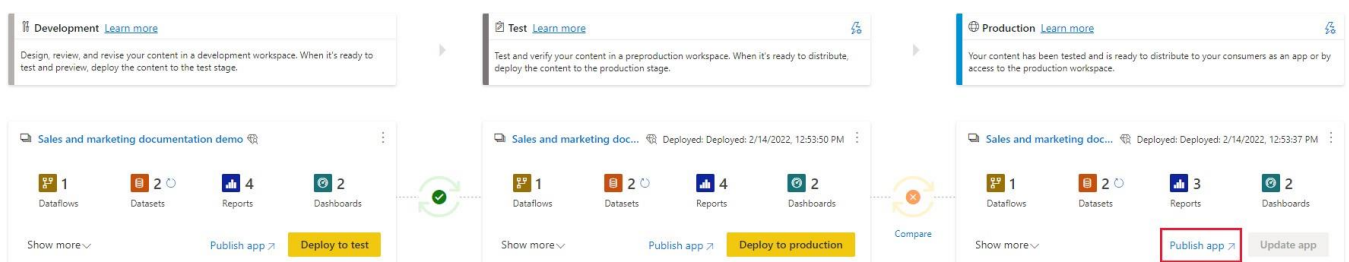 Development Learn more
Design, review, and revise your content in a development workspace. When it's ready to
test and preview, deploy the content to the test stage.
Test Learn more
Test and verify your content in a preproduction workspace. When it's ready to distribute,
deploy the content to the production stage.
Production Learn more
Your content has been tested and is ready to distribute to your consumers as an app or by
access to the production workspace.
Sales and marketing documentation demo
1
Dataflows
2
Datasets
4
Reports
2
Dashboards
Show more
Publish app
Deploy to test
Sales and marketing doc... Deployed: Deployed: 2/14/2022, 12:53:50 PM
1
Dataflows
2
Datasets
4
Reports
2
Dashboards
Show more
Publish app
Deploy to production
Compare
Sales and marketing doc... Deployed: Deployed: 2/14/2022, 12:53:37 PM
1
Dataflows
2
Datasets
3
Reports
2
Dashboards
Show more
Publish app
Update app